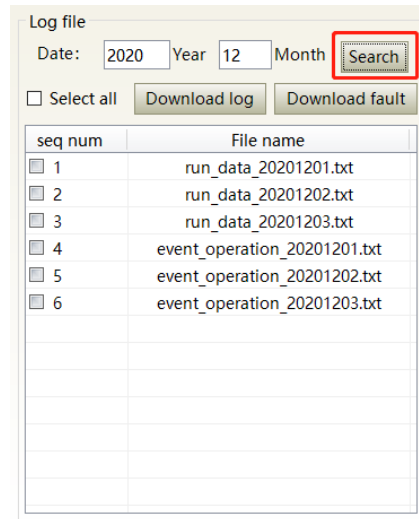 Log file
Date: 2020 Year 12 Month Search
Select all Download log Download fault
seq num File name
1 run_data_20201201.txt
2 run_data_20201202.txt
3 run_data_20201203.txt
4 event_operation_20201201.txt
5 event_operation_20201202.txt
6 event_operation_20201203.txt